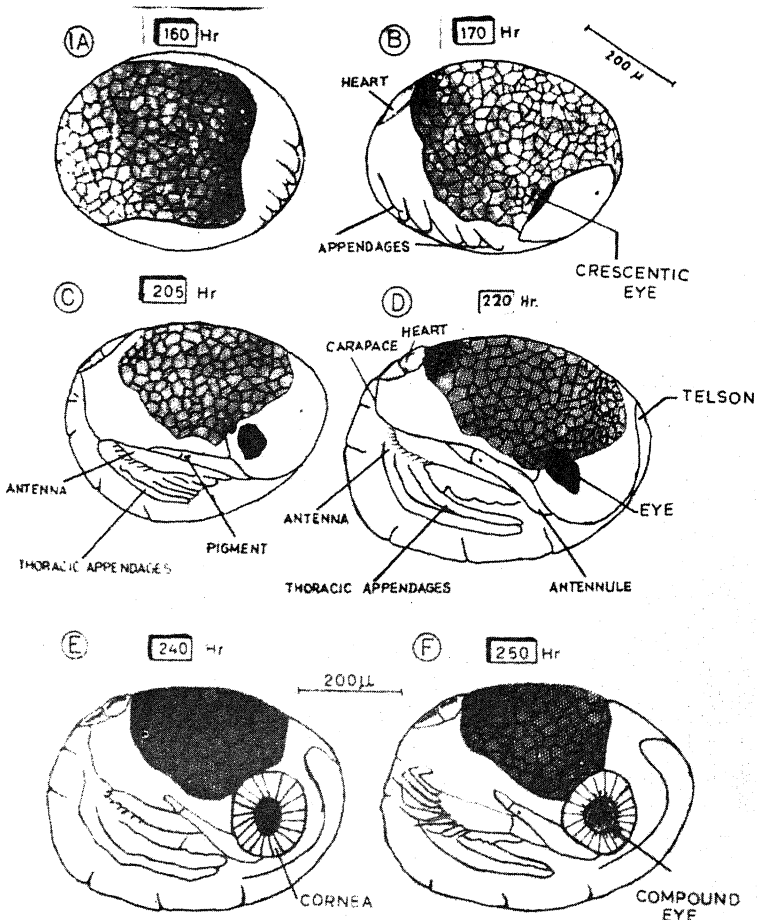 1A 160 Hr
B 170 Hr
200 μ
HEART
APPENDAGES
CRESCENTIC
EYE
C 205 Hr
D 220 Hr.
HEART
CARAPACE
TELSON
ANTENNA
ANTENNA
EYE
PIGMENT
THORACIC APPENDAGES
THORACIC APPENDAGES
ANTENNULE
E 240 Hr
F 250 Hr
200μ
CORNEA
COMPOUND
EYE